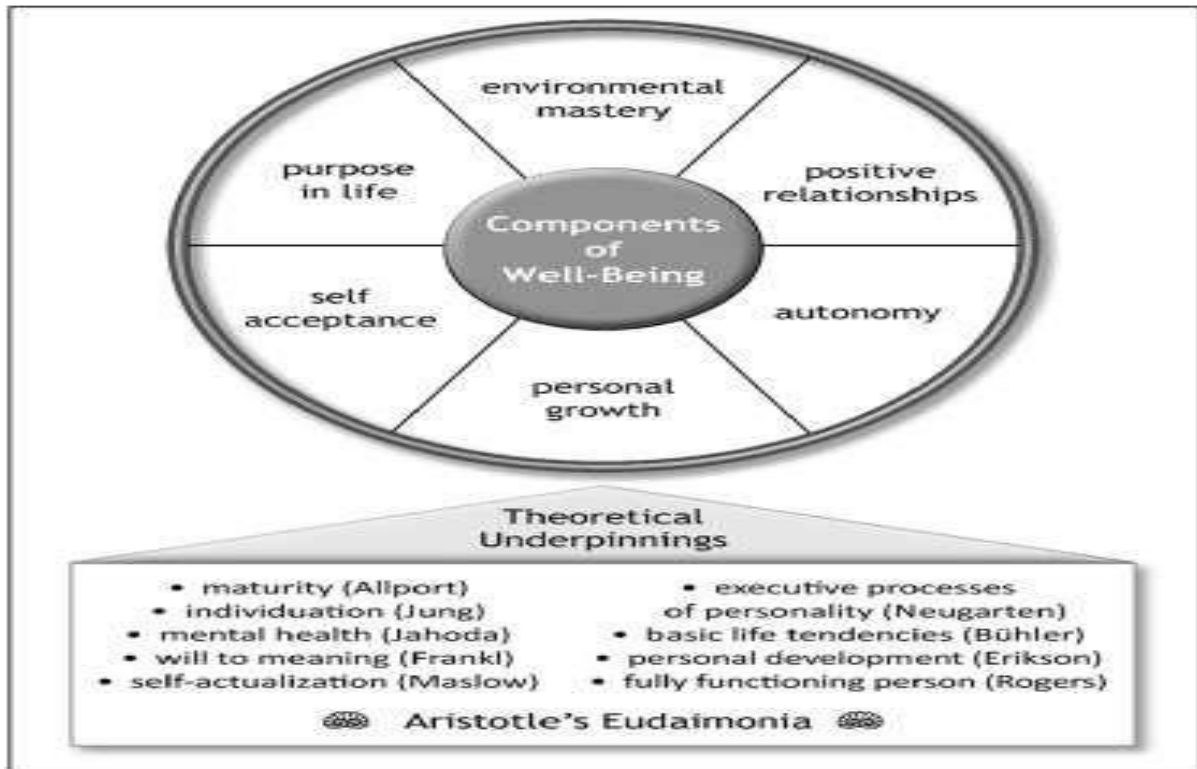 environmental
mastery
purpose
in life
positive
relationships
Components
of
Well-Being
self
acceptance
autonomy
personal
growth
Theoretical
Underpinnings
• maturity (Allport)
• individuation (Jung)
• mental health (Jahoda)
• will to meaning (Frankl)
• self-actualization (Maslow)
• executive processes
of personality (Neugarten)
• basic life tendencies (Bühler)
• personal development (Erikson)
• fully functioning person (Rogers)
Aristotle's Eudaimonia